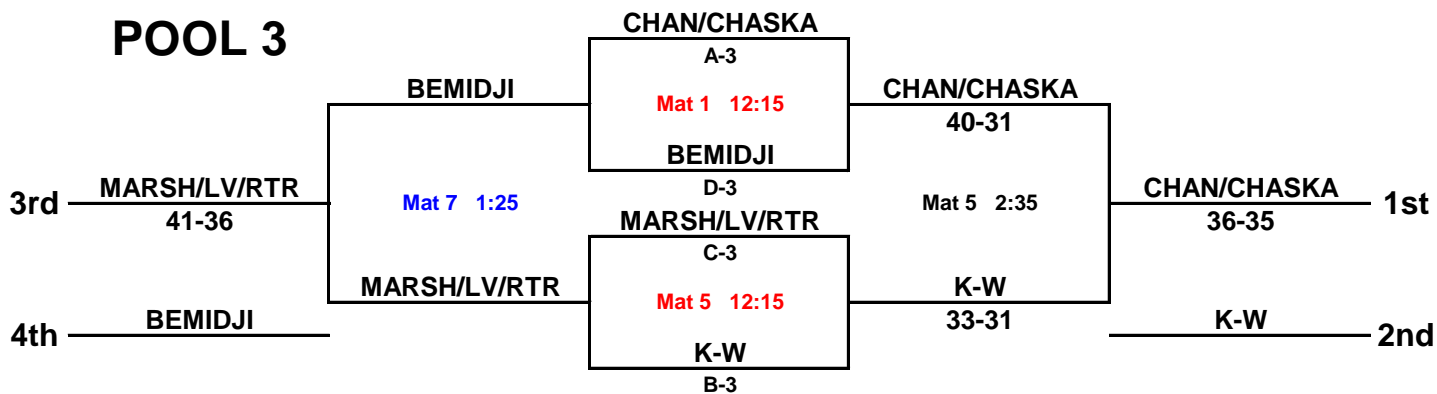 POOL 3
CHAN/CHASKA
A-3
BEMIDJI
Mat 1 12:15
CHAN/CHASKA
40-31
BEMIDJI
D-3
3rd
MARSH/LV/RTR
41-36
Mat 7 1:25
Mat 5 2:35
CHAN/CHASKA
36-35
1st
MARSH/LV/RTR
C-3
MARSH/LV/RTR
Mat 5 12:15
K-W
33-31
4th
BEMIDJI
K-W
2nd
K-W
B-3